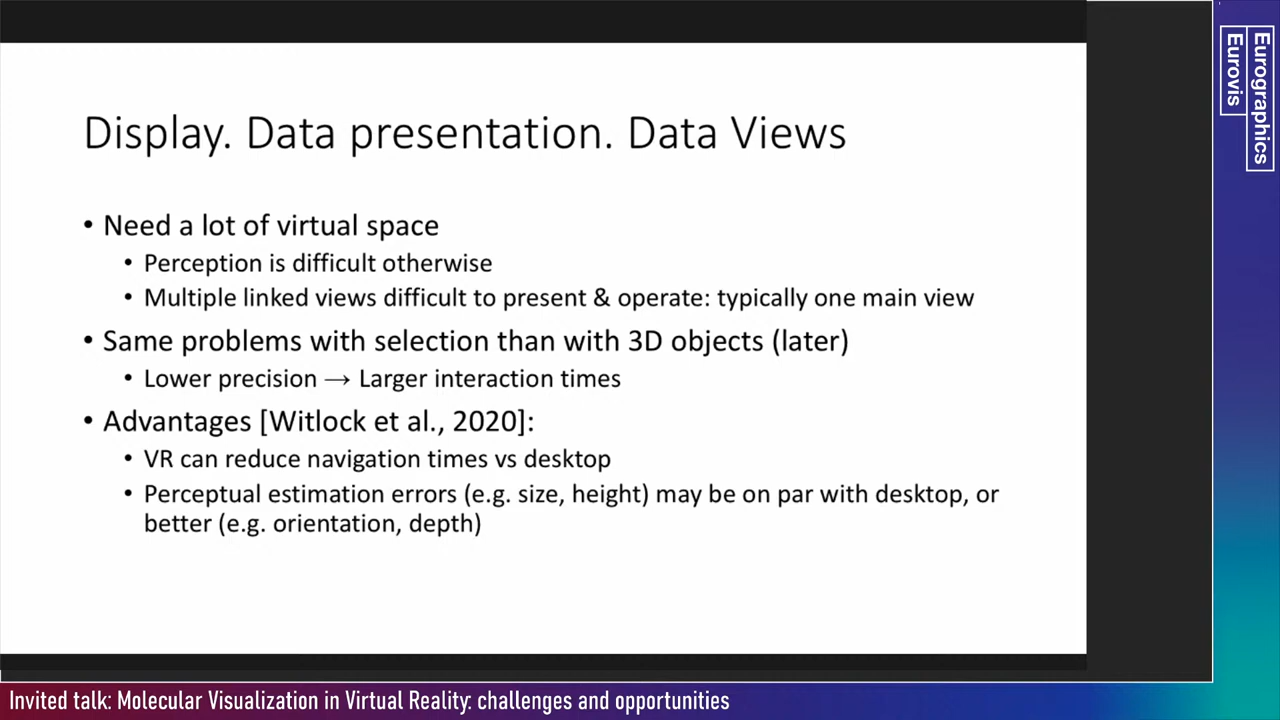 Display. Data presentation. Data Views
• Need a lot of virtual space
• Perception is difficult otherwise
• Multiple linked views difficult to present & operate: typically one main view
• Same problems with selection than with 3D objects (later)
• Lower precision → Larger interaction times
• Advantages [Witlock et al., 2020]:
• VR can reduce navigation times vs desktop
• Perceptual estimation errors (e.g. size, height) may be on par with desktop, or
better (e.g. orientation, depth)
Eurographics
Eurovis
Invited talk: Molecular Visualization in Virtual Reality: challenges and opportunities